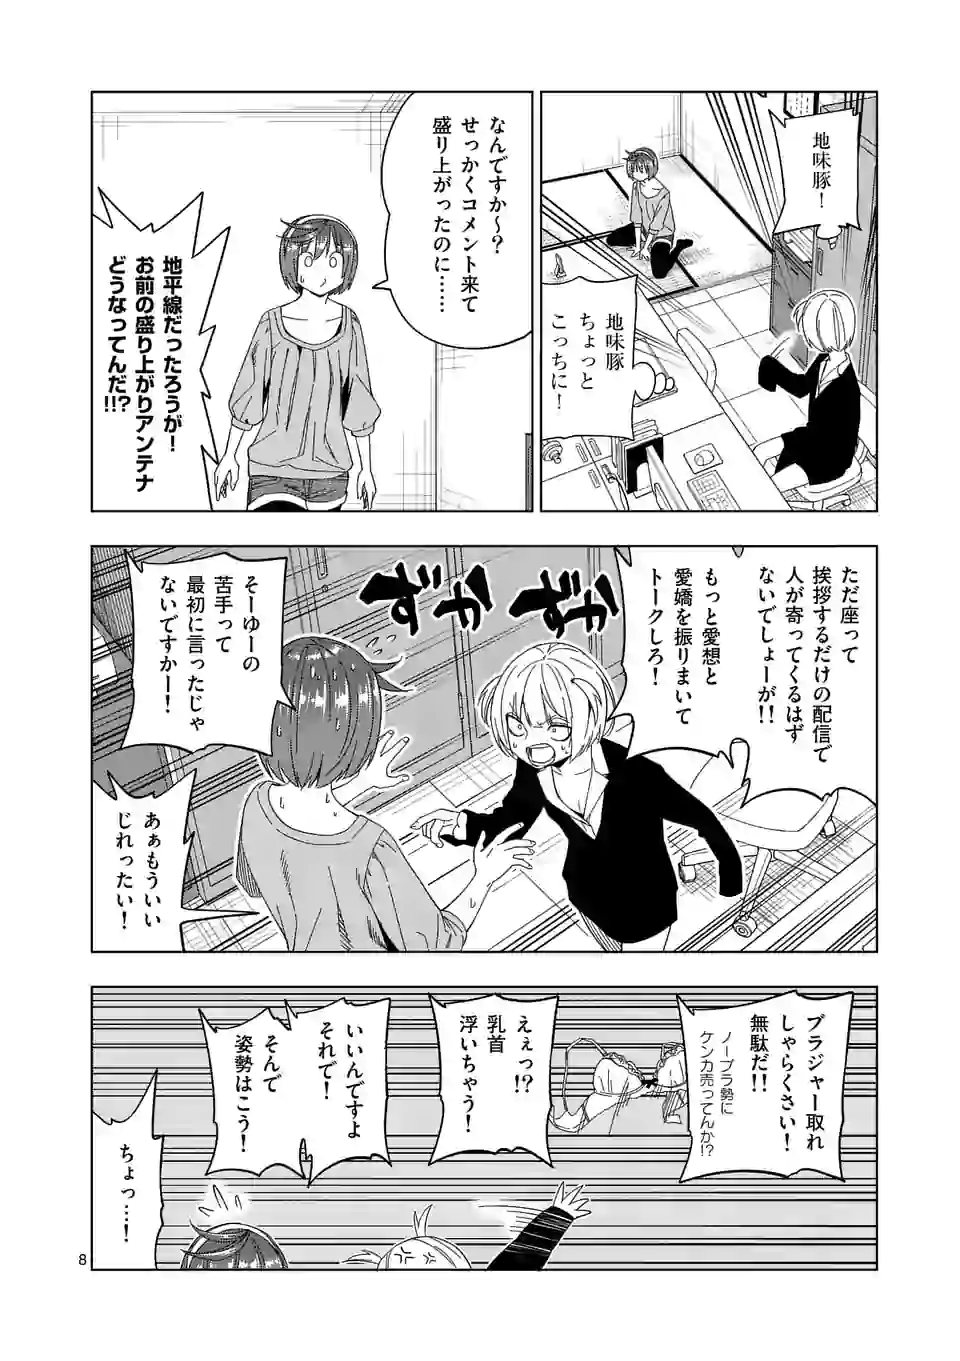 地味豚！
地味豚
ちょっと
こっちに！
なんですか〜？
せっかくコメント来て
盛り上がったのに……
地平線だったろうが！
お前の盛り上がりアンテナ
どうなってんだ!!?
ただ座って
挨拶するだけの配信で
人が寄ってくるはず
ないでしょーが!!
もっと愛想と
愛嬌を振りまいて
トークしろ！
ずチずチ
そーゆーの
苦手って
最初に言ったじゃ
ないですかー！
あぁもういい
じれったい！
ブラジャー取れ
しゃらくさい！
無駄だ!!
ノーブラ勢に
ケンカ売ってんか!?
ええっ!?
乳首
浮いちゃう！
いいんですよ
それで！
そんで
姿勢はこう！
ちょっ…！
8